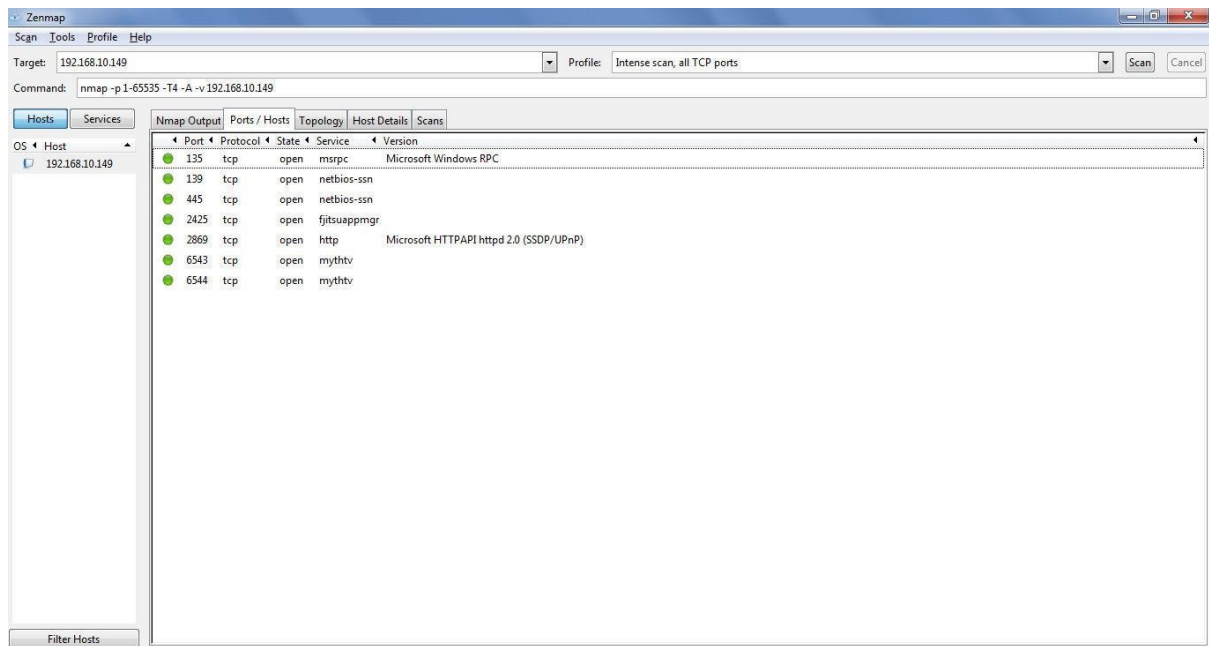 Zenmap
Scan Tools Profile Help
Target: 192.168.10.149 Profile: Intense scan, all TCP ports Scan Cancel
Command: nmap -p 1-65535 -T4 -A -v 192.168.10.149
Hosts Services Nmap Output Ports / Hosts Topology Host Details Scans
OS Host Port Protocol State Service Version
192.168.10.149 135 tcp open msrpc Microsoft Windows RPC
139 tcp open netbios-ssn
445 tcp open netbios-ssn
2425 tcp open fjitsuappmgr
2869 tcp open http Microsoft HTTPAPI httpd 2.0 (SSDP/UPnP)
6543 tcp open mythtv
6544 tcp open mythtv
Filter Hosts